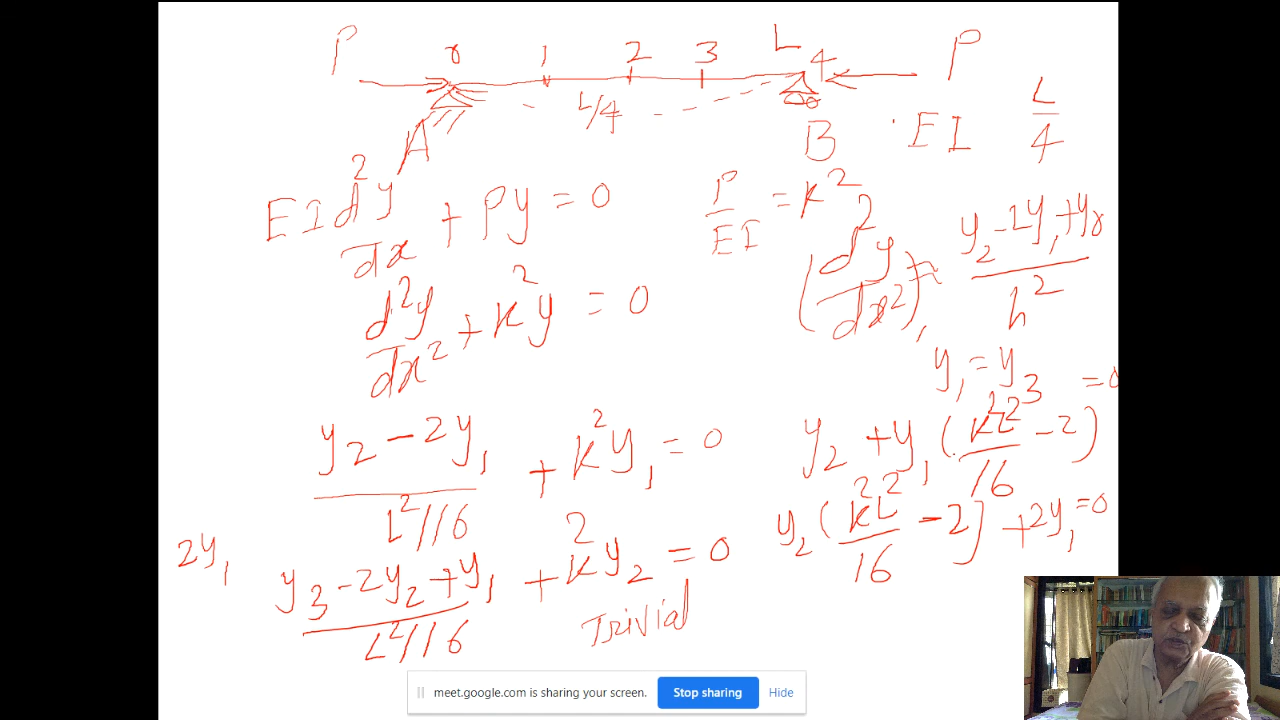 P 0 1 2 3 L 4 P
A L/4 B EI L/4
EI d²y/dx + Py = 0
P/EI = K²
(d²y/dx²)₁ ≈ y₂ - 2y₁ + y₀ / h²
d²y/dx² + K²y = 0
y₁ = y₃
y₂ - 2y₁ / L²/16 + K²y₁ = 0
y₂ + y₁ (K²L²/16 - 2) = 0
2y₁
y₃ - 2y₂ + y₁ / L²/16 + K²y₂ = 0
y₂ (K²L²/16 - 2) + 2y₁ = 0
Trivial
meet.google.com is sharing your screen. Stop sharing Hide